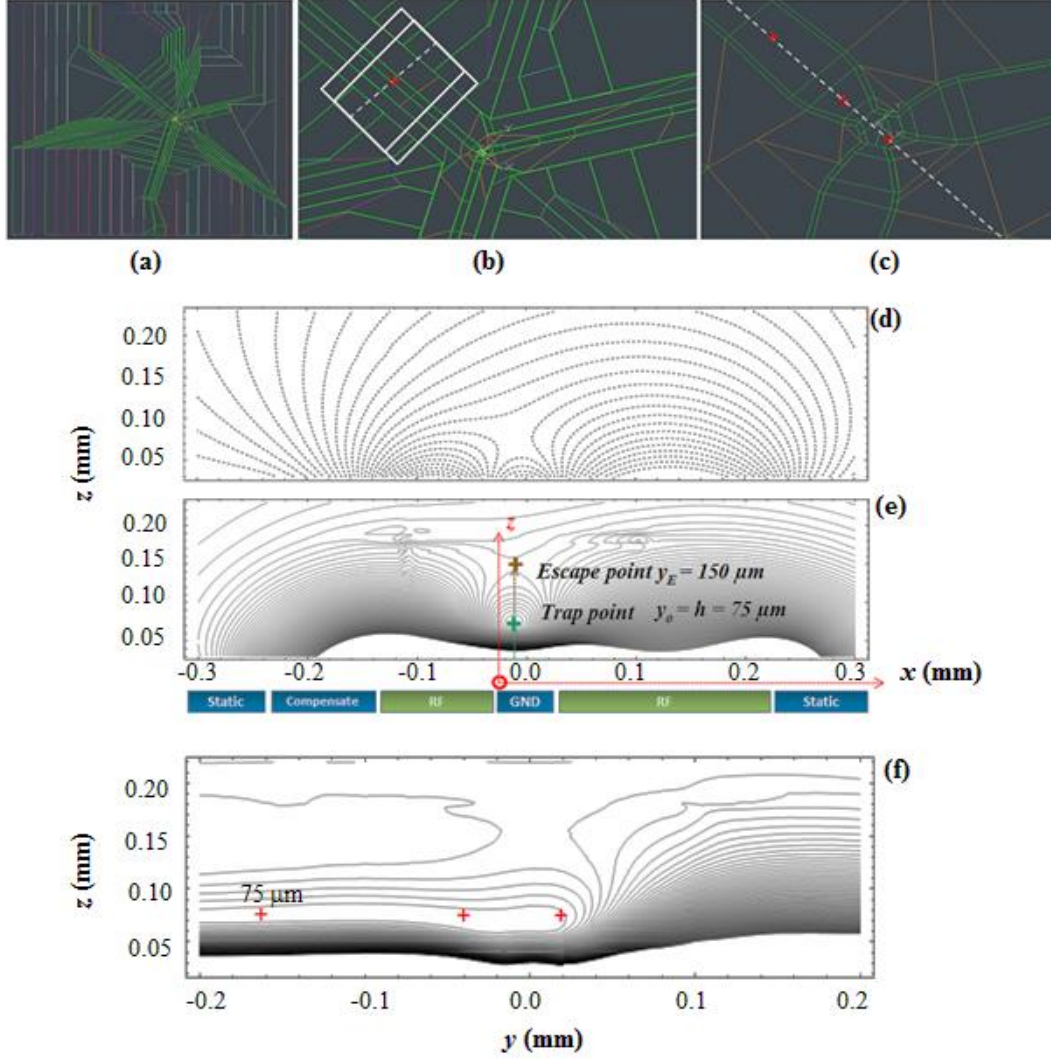 (a)
(b)
(c)
(d)
0.20
0.15
0.10
0.05
z (mm)
(e)
z
0.20
0.15
0.10
0.05
Escape point y_E = 150 μm
Trap point y_o = h = 75 μm
-0.3 -0.2 -0.1 0.0 0.1 0.2 0.3 x (mm)
Static Compensate RF GND RF Static
(f)
0.20
0.15
0.10
0.05
z (mm)
75 μm
-0.2 -0.1 0.0 0.1 0.2
y (mm)